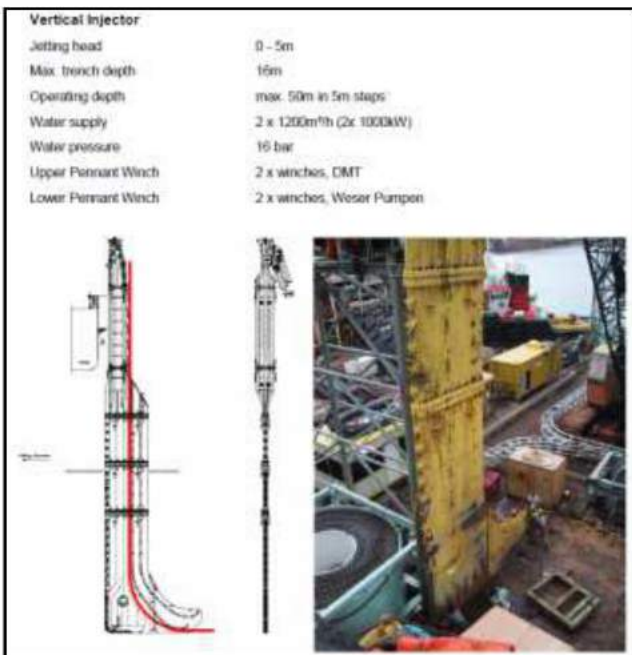 Vertical Injector
Jetting head 0 - 5m
Max. trench depth 16m
Operating depth max. 50m in 5m steps
Water supply 2 x 1200m³/h (2x 1000kW)
Water pressure 16 bar
Upper Pennant Winch 2 x winches, DMT
Lower Pennant Winch 2 x winches, Weser Pumpen